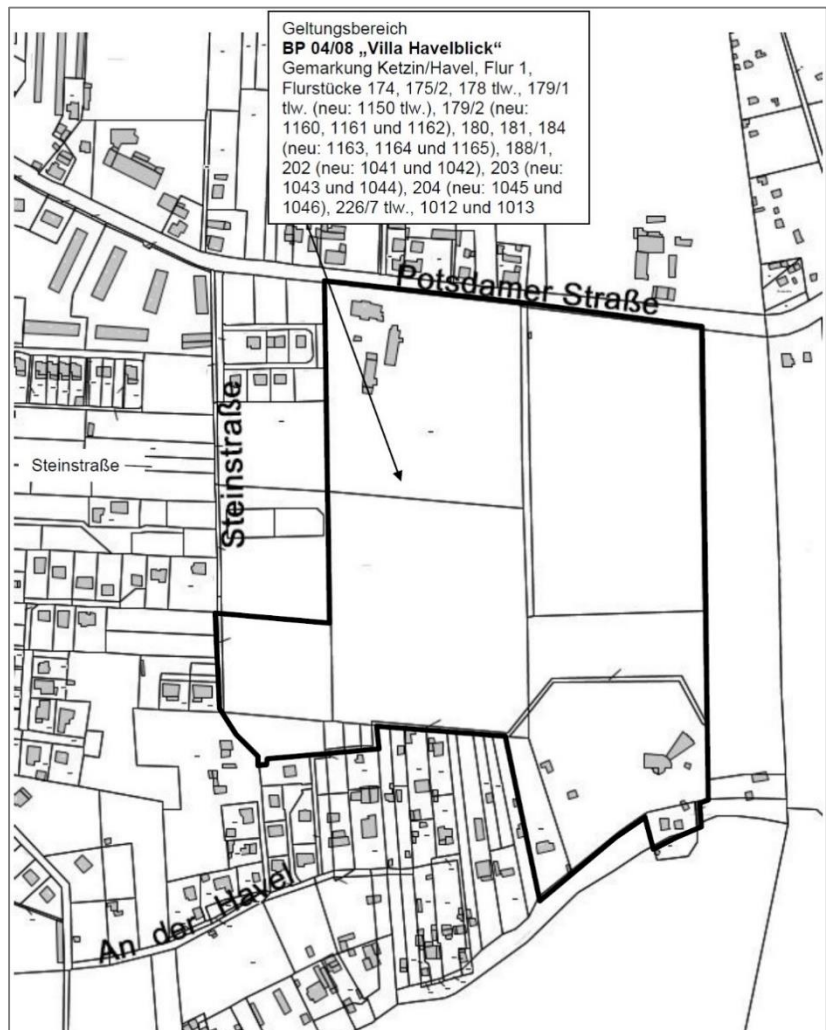 Geltungsbereich
BP 04/08 „Villa Havelblick“
Gemarkung Ketzin/Havel, Flur 1,
Flurstücke 174, 175/2, 178 tlw., 179/1
tlw. (neu: 1150 tlw.), 179/2 (neu:
1160, 1161 und 1162), 180, 181, 184
(neu: 1163, 1164 und 1165), 188/1,
202 (neu: 1041 und 1042), 203 (neu:
1043 und 1044), 204 (neu: 1045 und
1046), 226/7 tlw., 1012 und 1013
Potsdamer Straße
Steinstraße
Steinstraße
An der Havel